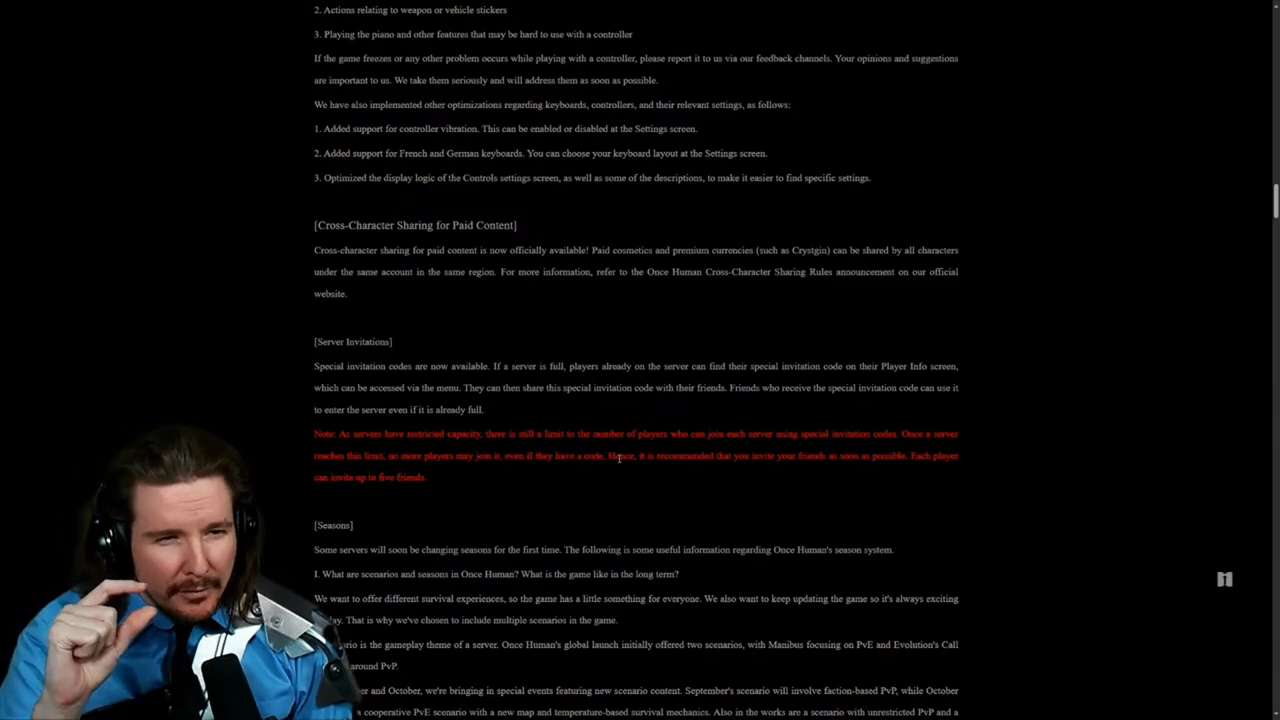 2. Actions relating to weapon or vehicle stickers
3. Playing the piano and other features that may be hard to use with a controller
If the game freezes or any other problem occurs while playing with a controller, please report it to us via our feedback channels. Your opinions and suggestions
are important to us. We take them seriously and will address them as soon as possible.
We have also implemented other optimizations regarding keyboards, controllers, and their relevant settings, as follows:
1. Added support for controller vibration. This can be enabled or disabled at the Settings screen.
2. Added support for French and German keyboards. You can choose your keyboard layout at the Settings screen.
3. Optimized the display logic of the Controls settings screen, as well as some of the descriptions, to make it easier to find specific settings.
[Cross-Character Sharing for Paid Content]
Cross-character sharing for paid content is now officially available! Paid cosmetics and premium currencies (such as Crystgin) can be shared by all characters
under the same account in the same region. For more information, refer to the Once Human Cross-Character Sharing Rules announcement on our official
website.
[Server Invitations]
Special invitation codes are now available. If a server is full, players already on the server can find their special invitation code on their Player Info screen,
which can be accessed via the menu. They can then share this special invitation code with their friends. Friends who receive the special invitation code can use it
to enter the server even if it is already full.
Note: As servers have restricted capacity, there is still a limit to the number of players who can join each server using special invitation codes. Once a server
reaches this limit, no more players may join it, even if they have a code. Hence, it is recommended that you invite your friends as soon as possible. Each player
can invite up to five friends.
[Seasons]
Some servers will soon be changing seasons for the first time. The following is some useful information regarding Once Human's season system.
I. What are scenarios and seasons in Once Human? What is the game like in the long term?
We want to offer different survival experiences, so the game has a little something for everyone. We also want to keep updating the game so it's always exciting
That is why we've chosen to include multiple scenarios in the game.
is the gameplay theme of a server. Once Human's global launch initially offered two scenarios, with Manibus focusing on PvE and Evolution's Call
around PvP.
and October, we're bringing in special events featuring new scenario content. September's scenario will involve faction-based PvP, while October
a cooperative PvE scenario with a new map and temperature-based survival mechanics. Also in the works are a scenario with unrestricted PvP and a